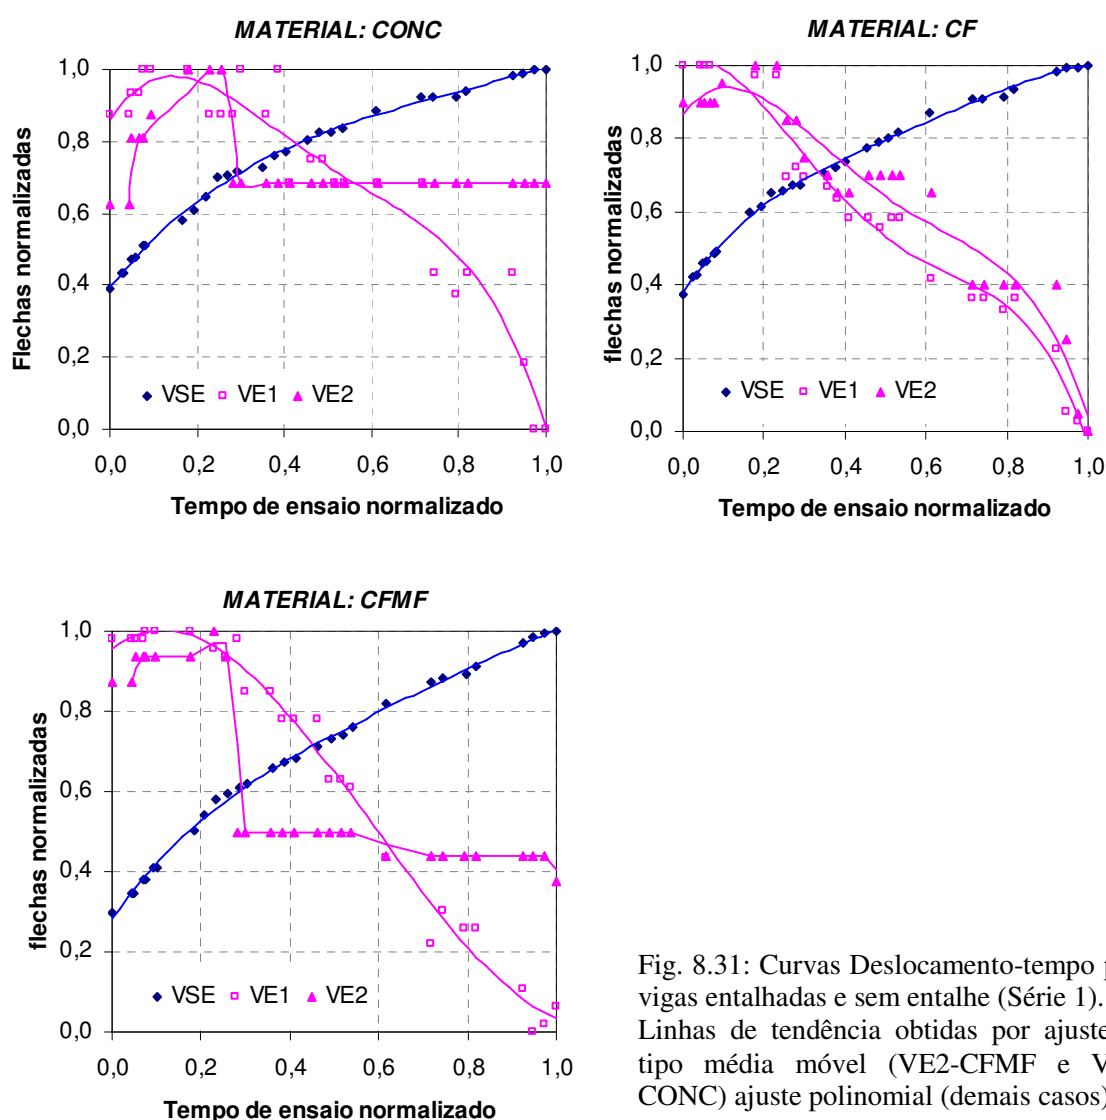 MATERIAL: CONC
1,0
0,8
0,6
0,4
0,2
0,0
Flechas normalizadas
VSE VE1 VE2
0,0 0,2 0,4 0,6 0,8 1,0
Tempo de ensaio normalizado
MATERIAL: CF
1,0
0,8
0,6
0,4
0,2
0,0
flechas normalizadas
VSE VE1 VE2
0,0 0,2 0,4 0,6 0,8 1,0
Tempo de ensaio normalizado
MATERIAL: CFMF
1,0
0,8
0,6
0,4
0,2
0,0
flechas normalizadas
VSE VE1 VE2
0,0 0,2 0,4 0,6 0,8 1,0
Tempo de ensaio normalizado
Fig. 8.31: Curvas Deslocamento-tempo
vigas entalhadas e sem entalhe (Série 1).
Linhas de tendência obtidas por ajuste
tipo média móvel (VE2-CFMF e
CONC) ajuste polinomial (demais casos)